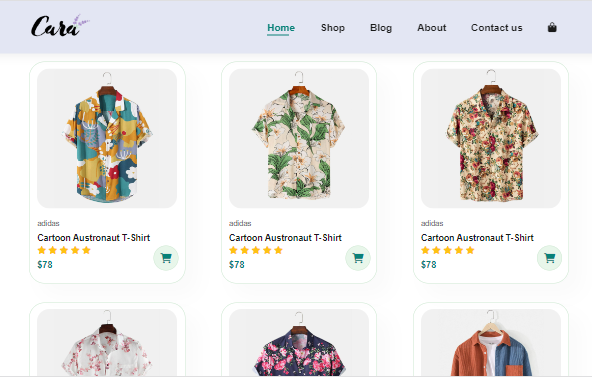 Cara
Home Shop Blog About Contact us
adidas adidas adidas
Cartoon Austronaut T-Shirt Cartoon Austronaut T-Shirt Cartoon Austronaut T-Shirt
$78 $78 $78